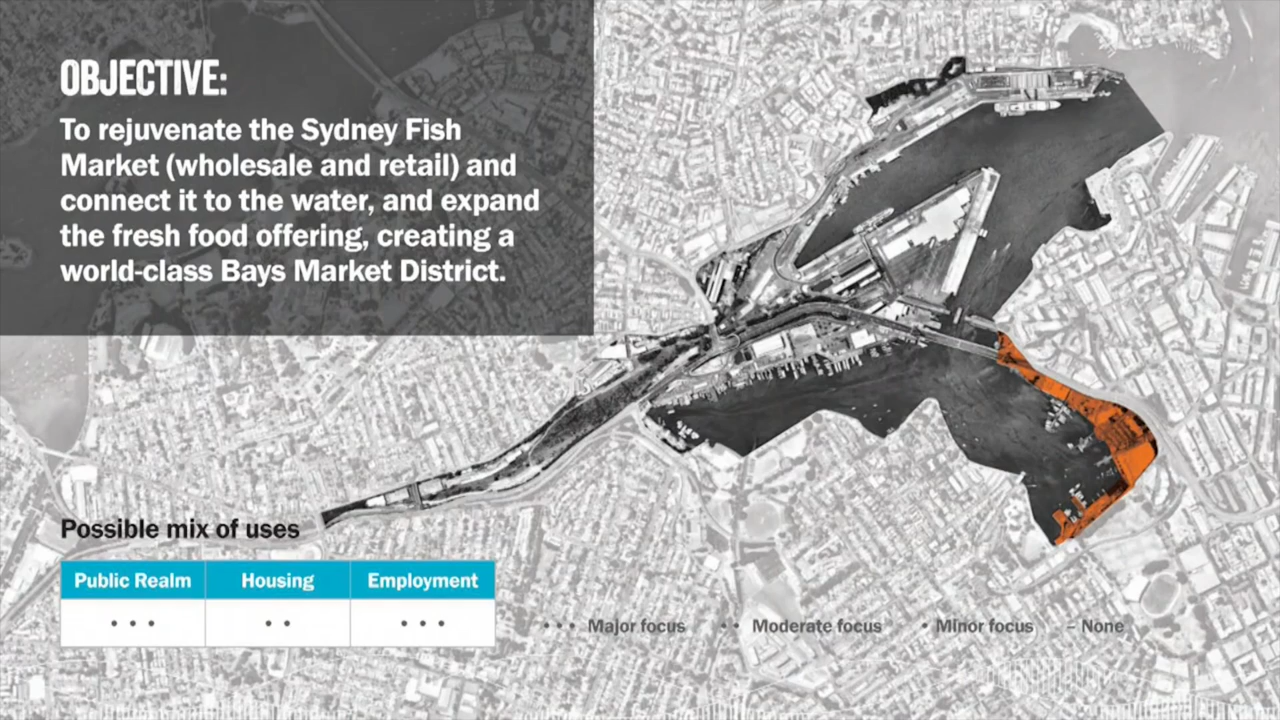 OBJECTIVE:
To rejuvenate the Sydney Fish
Market (wholesale and retail) and
connect it to the water, and expand
the fresh food offering, creating a
world-class Bays Market District.
Possible mix of uses
Public Realm Housing Employment
• • • • • • • •
• • • Major focus • • Moderate focus • Minor focus – None